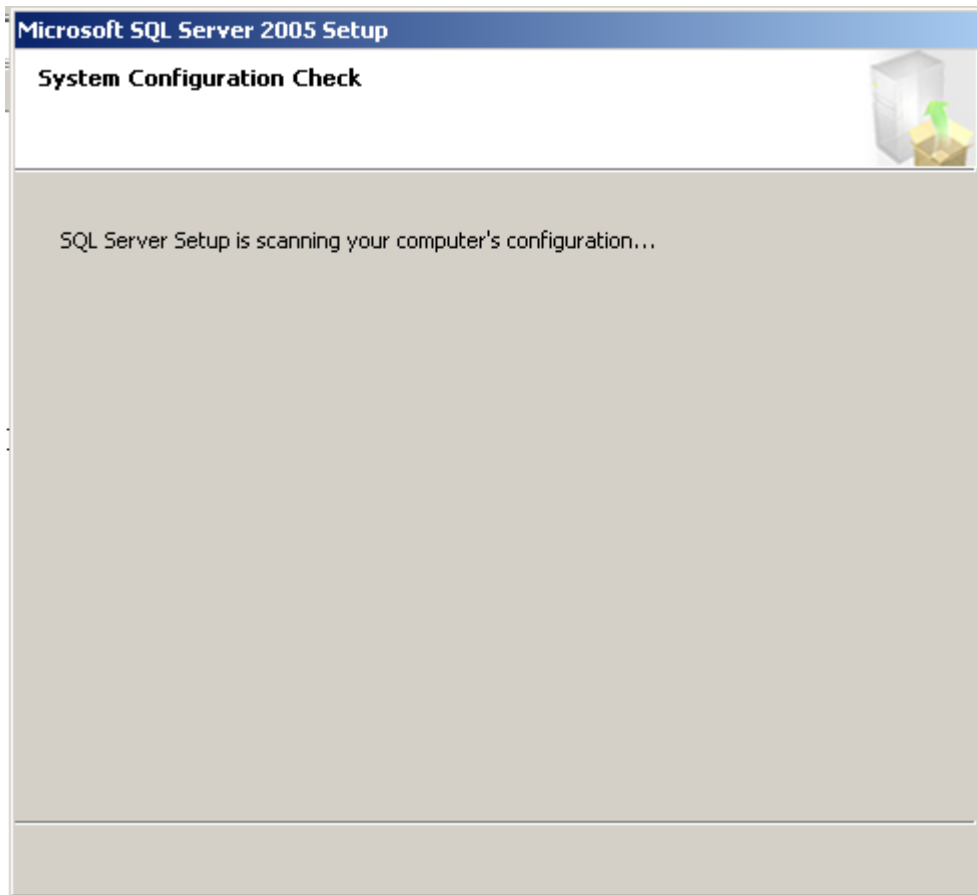 Microsoft SQL Server 2005 Setup
System Configuration Check
SQL Server Setup is scanning your computer's configuration...